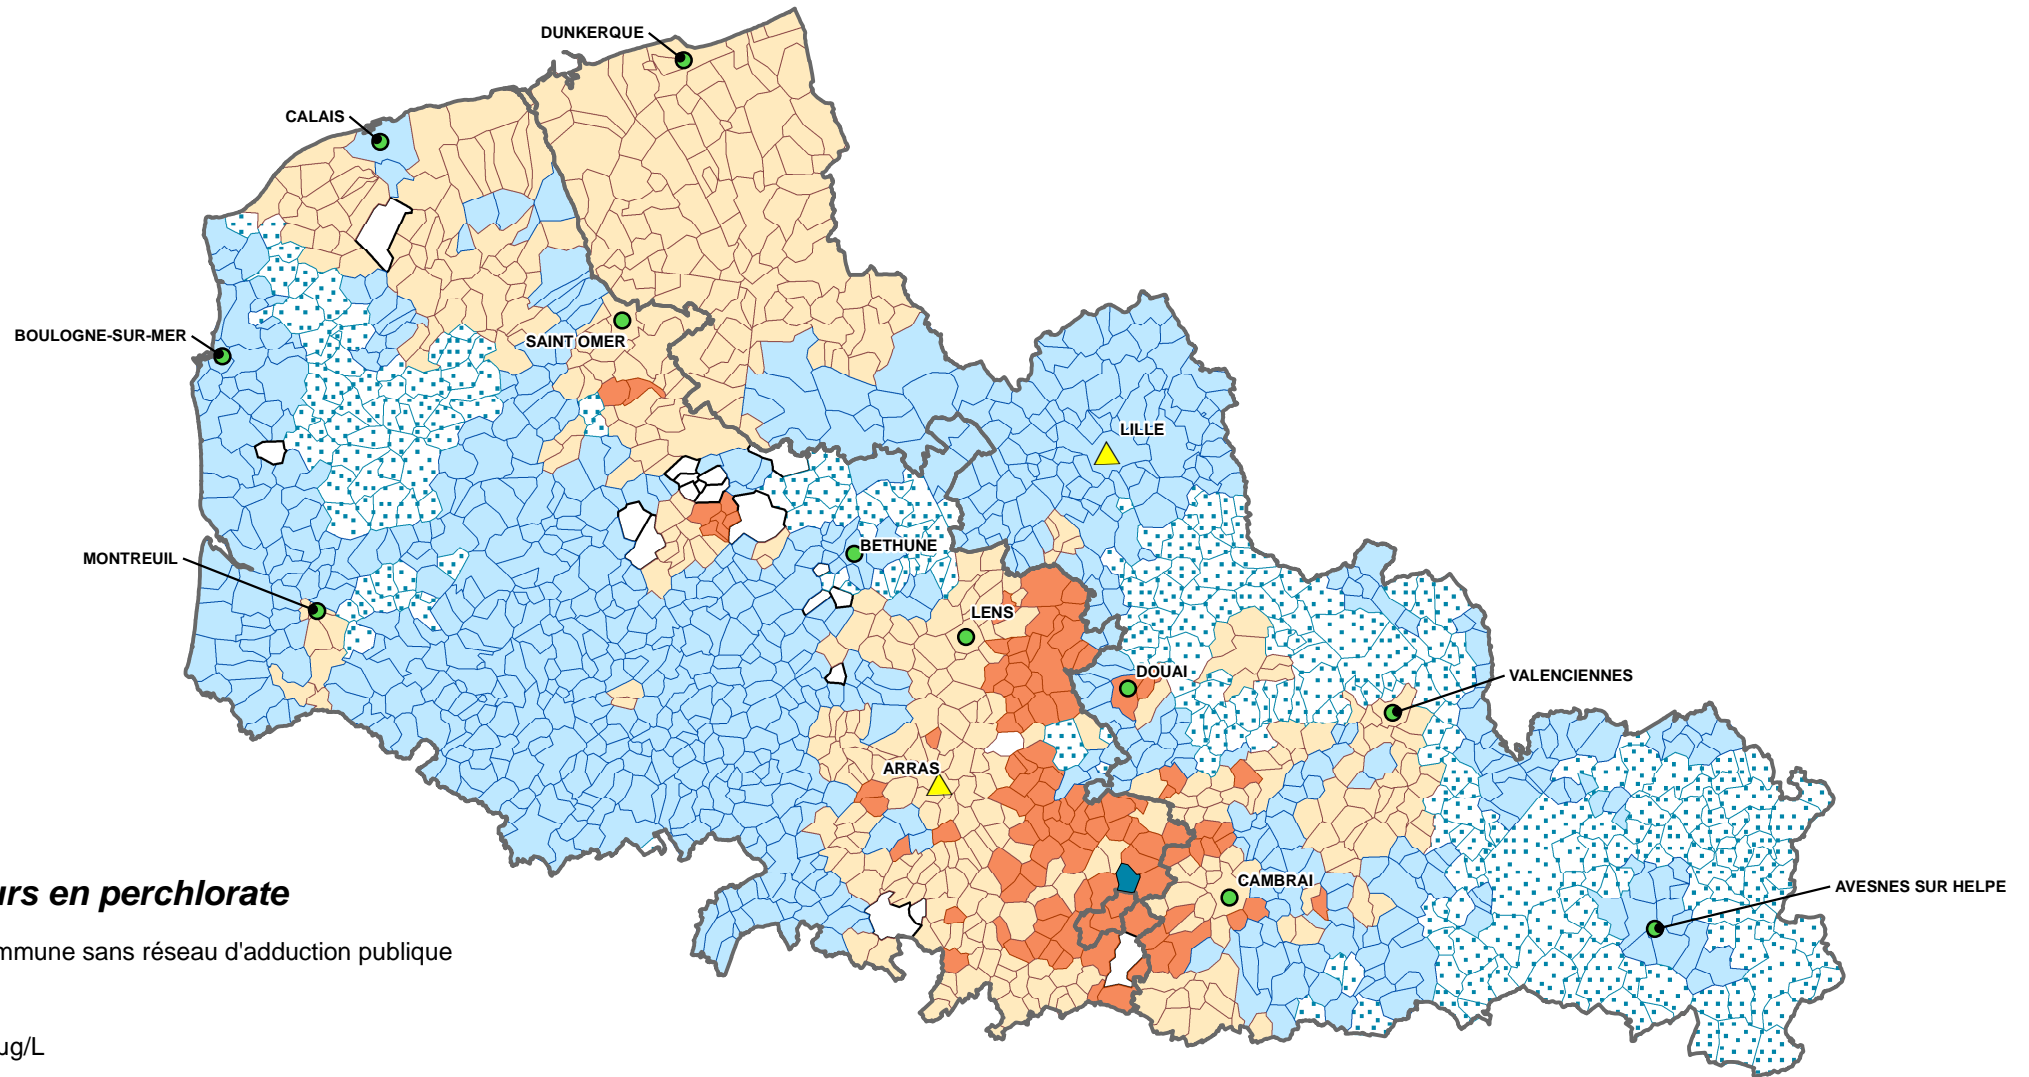 DUNKERQUE
CALAIS
BOULOGNE-SUR-MER
SAINT OMER
LILLE
MONTREUIL
BETHUNE
LENS
DOUAI
VALENCIENNES
ARRAS
CAMBRAI
AVESNES SUR HELPE
urs en perchlorate
mmune sans réseau d'adduction publique
ug/L